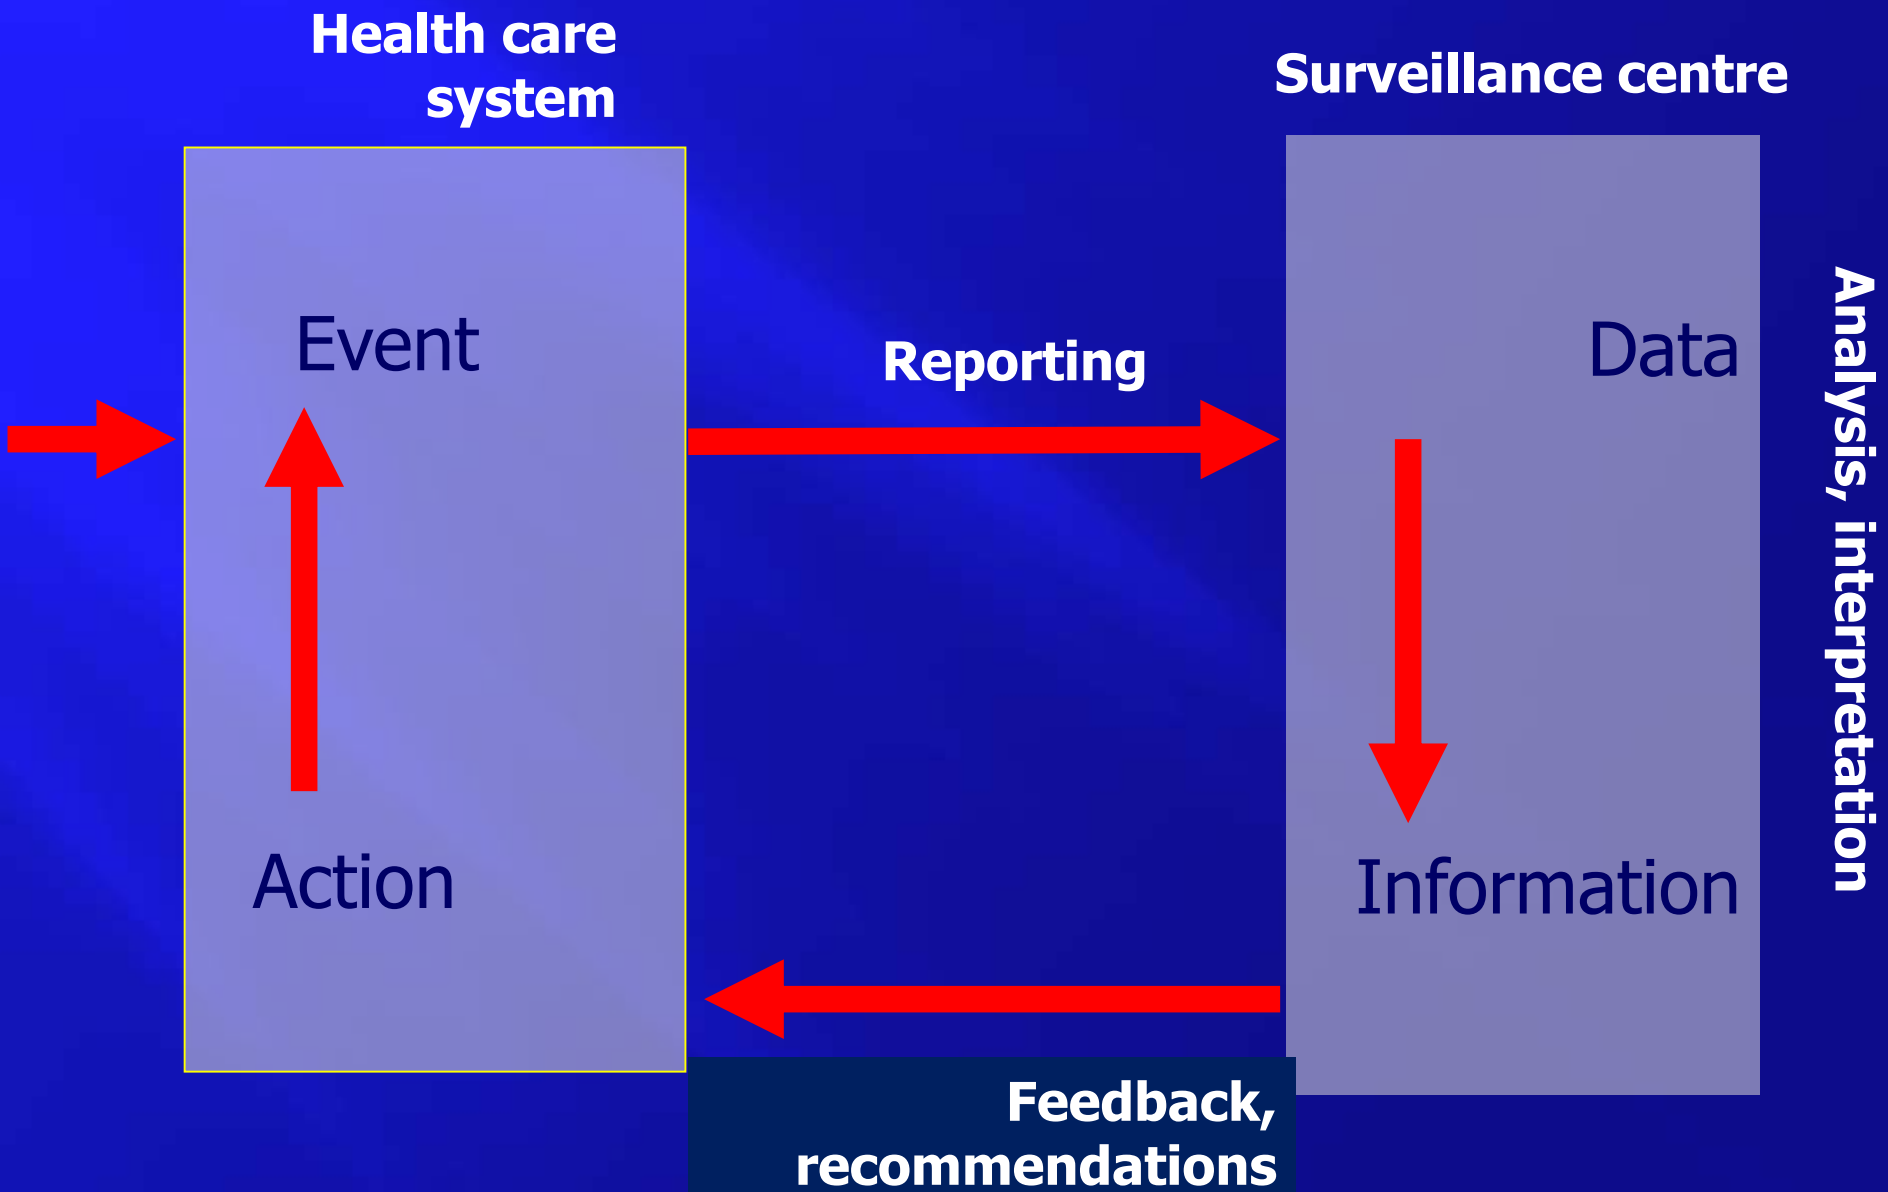 Health care
system
Surveillance centre
Event
Reporting
Data
Analysis, interpretation
Action
Information
Feedback,
recommendations